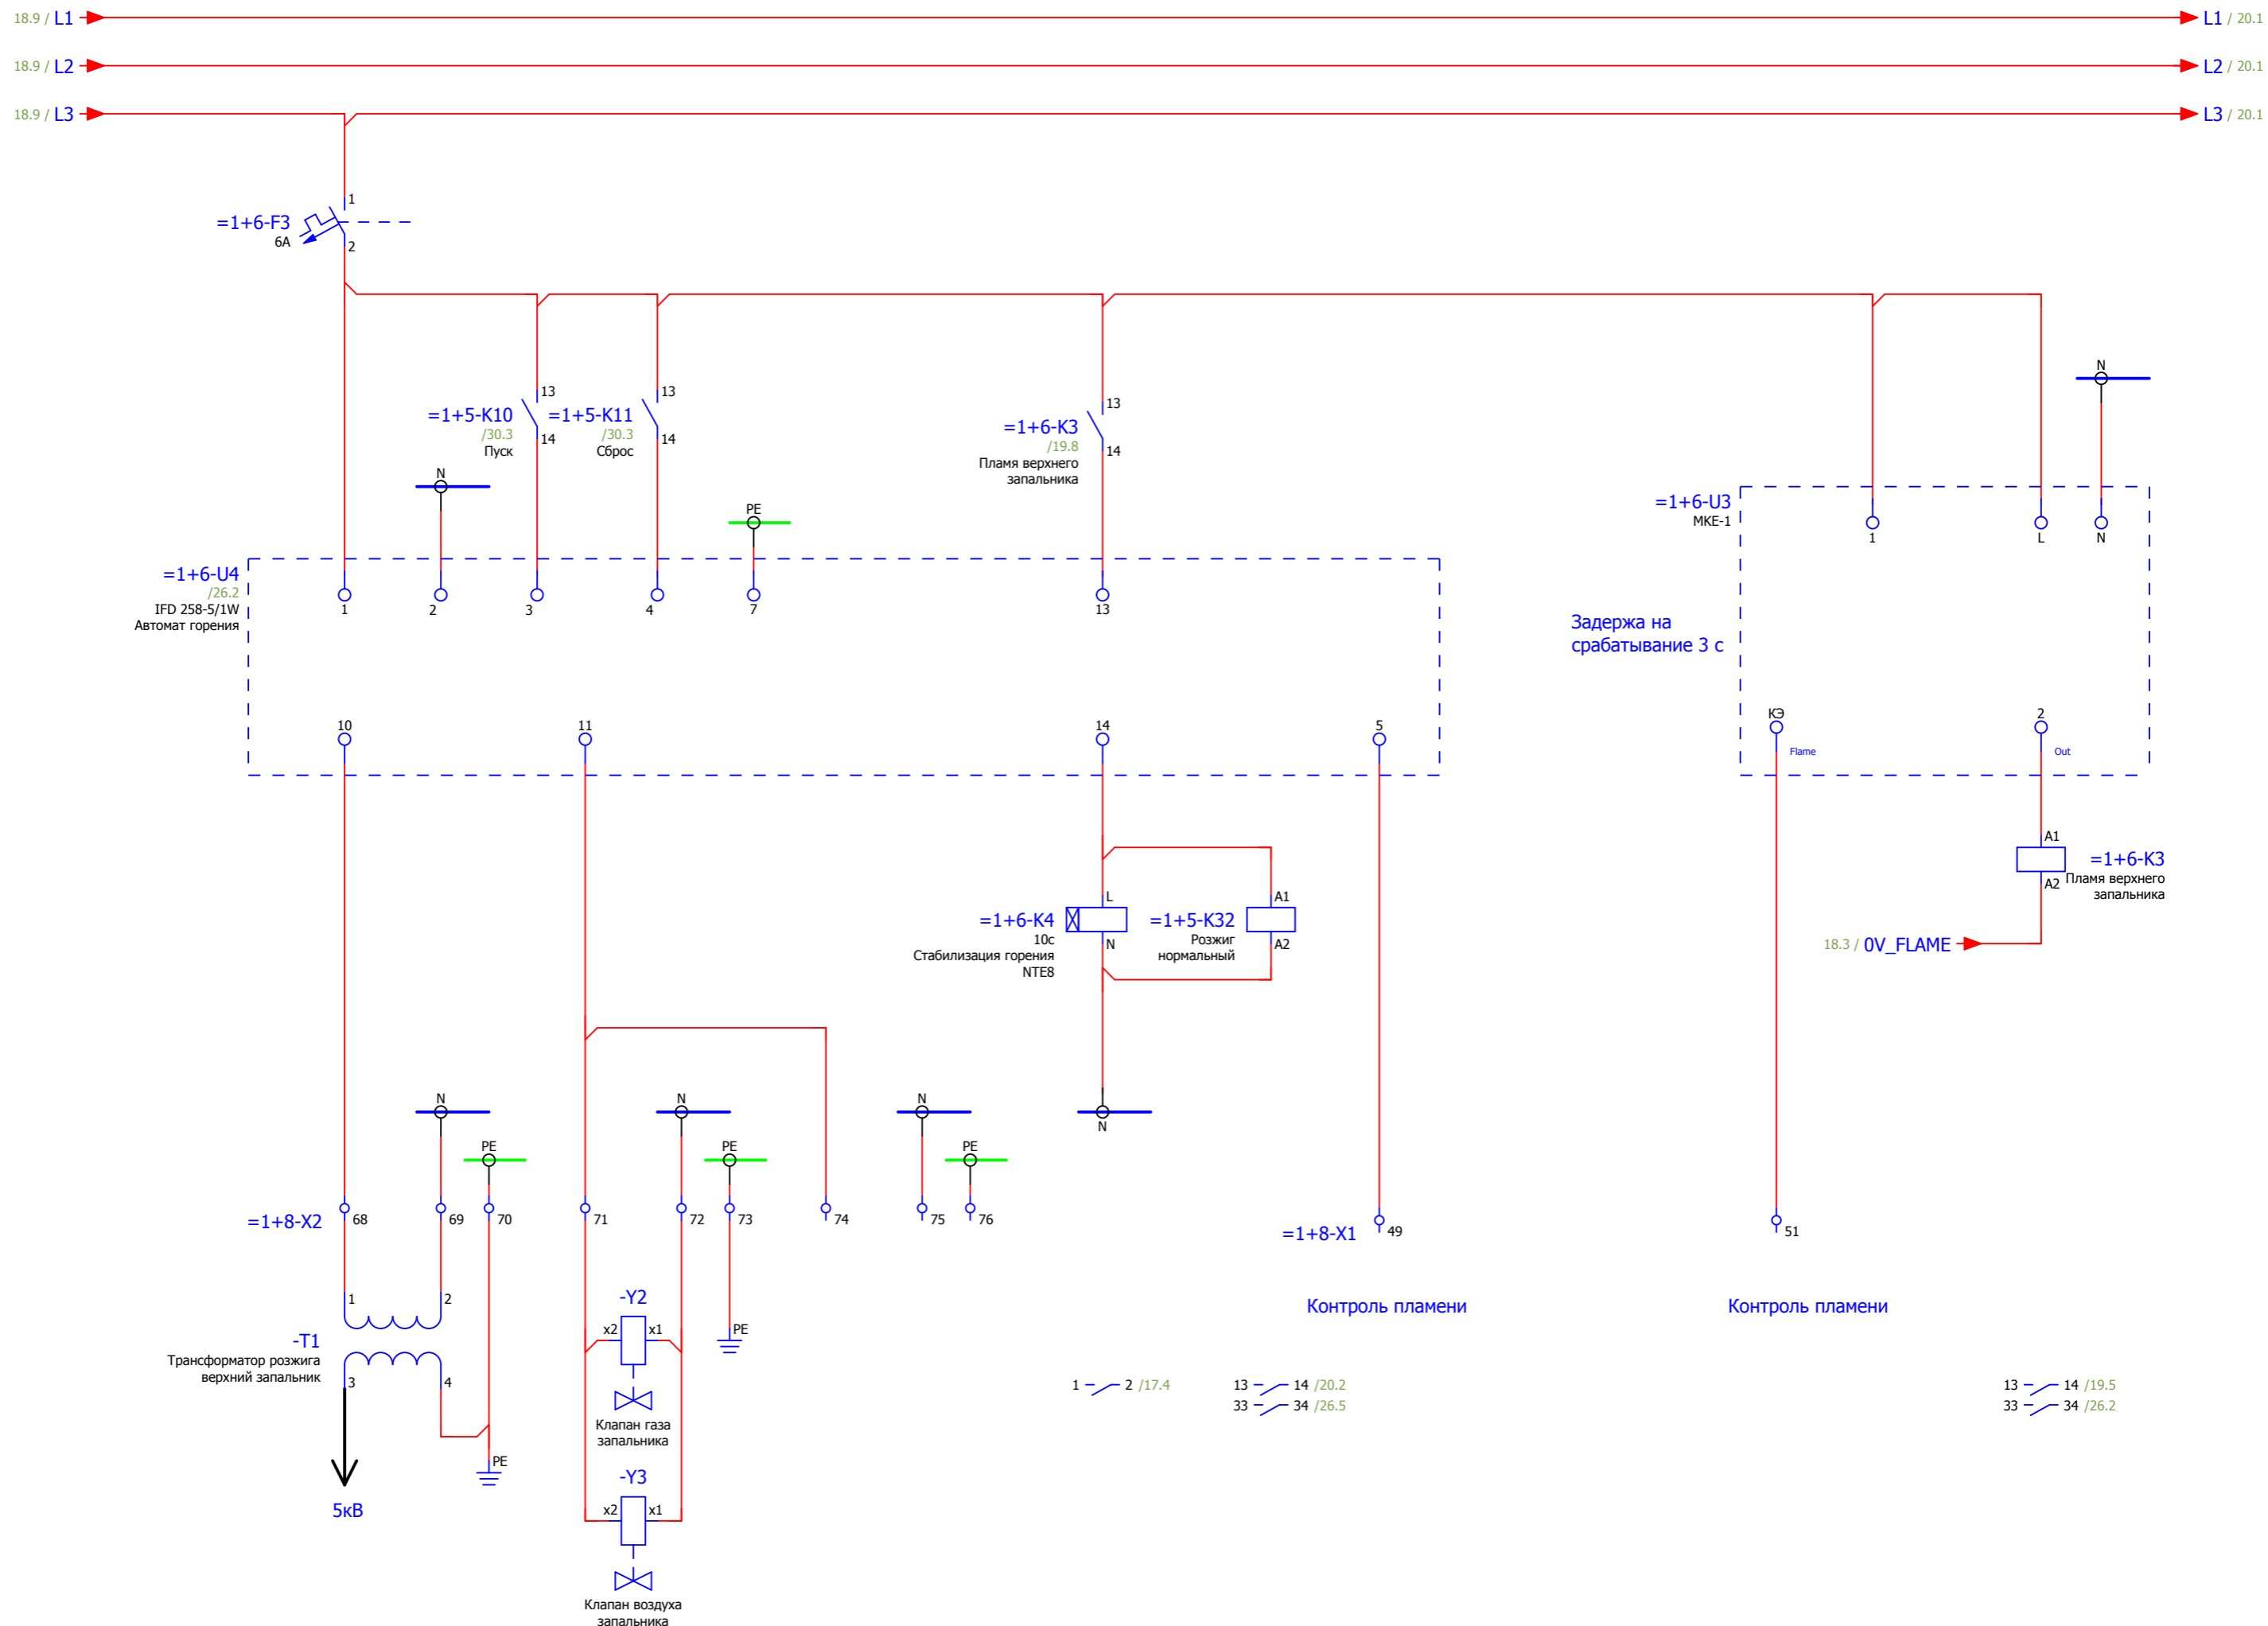 18.9 / L1
L1 / 20.1
18.9 / L2
L2 / 20.1
18.9 / L3
L3 / 20.1
1
=1+6-F3
6A
2
N
13
=1+5-K10
/30.3
Пуск
14
13
=1+5-K11
/30.3
Сброс
14
13
=1+6-K3
/19.8
Пламя верхнего
запальника
14
N
PE
=1+6-U4
/26.2
IFD 258-5/1W
Автомат горения
1
2
3
4
7
13
=1+6-U3
MKE-1
1
L
N
Задержа на
срабатывание 3 с
10
11
14
5
КЭ
Flame
2
Out
A1
=1+6-K3
A2
Пламя верхнего
запальника
18.3 / 0V_FLAME
L
=1+6-K4
10с
Стабилизация горения
NTE8
N
A1
=1+5-K32
Розжиг
нормальный
A2
N
N
N
N
PE
PE
PE
=1+8-X2
68
69
70
71
72
73
74
75
76
=1+8-X1
49
51
Контроль пламени
Контроль пламени
1
2
-T1
Трансформатор розжига
верхний запальник
3
4
PE
5кВ
-Y2
x2
x1
PE
Клапан газа
запальника
-Y3
x2
x1
Клапан воздуха
запальника
1
2 /17.4
13
14 /20.2
33
34 /26.5
13
14 /19.5
33
34 /26.2